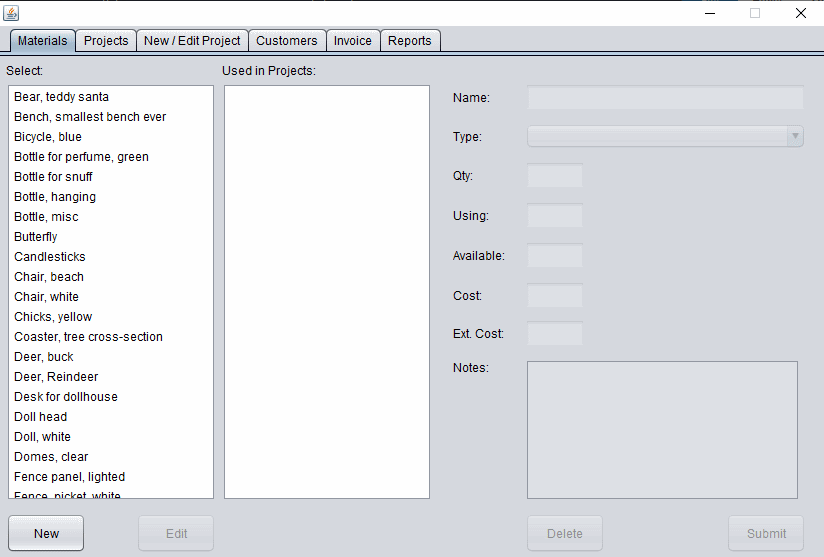 Materials Projects New / Edit Project Customers Invoice Reports
Select:
Used in Projects:
Bear, teddy santa
Bench, smallest bench ever
Bicycle, blue
Bottle for perfume, green
Bottle for snuff
Bottle, hanging
Bottle, misc
Butterfly
Candlesticks
Chair, beach
Chair, white
Chicks, yellow
Coaster, tree cross-section
Deer, buck
Deer, Reindeer
Desk for dollhouse
Doll head
Doll, white
Domes, clear
Fence panel, lighted
Fence, picket, white
Name:
Type:
Qty:
Using:
Available:
Cost:
Ext. Cost:
Notes:
New
Edit
Delete
Submit